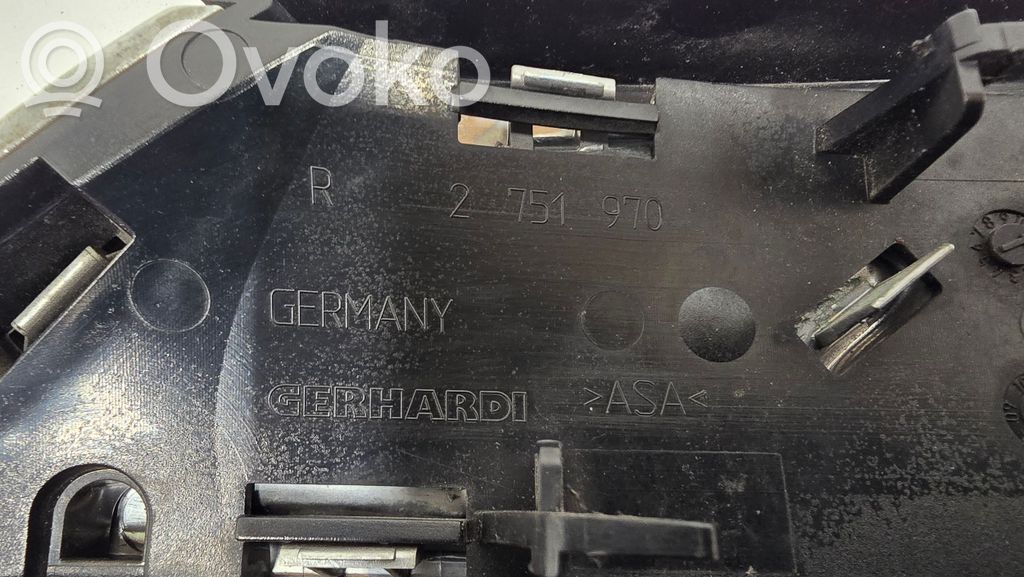 Ovoko
R 2 751 970
GERMANY
GERHARDI >ASA<